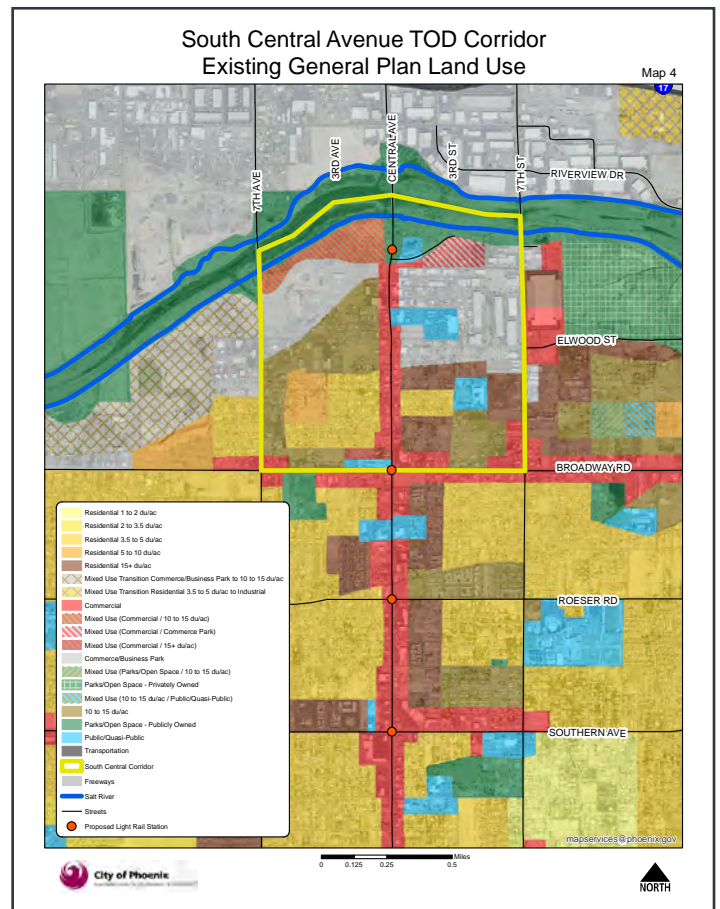 South Central Avenue TOD Corridor
Existing General Plan Land Use
Map 4
17
7TH AVE
3RD AVE
CENTRAL AVE
3RD ST
7TH ST
RIVERVIEW DR
ELWOOD ST
BROADWAY RD
ROESER RD
SOUTHERN AVE
Residential 1 to 2 du/ac
Residential 2 to 3.5 du/ac
Residential 3.5 to 5 du/ac
Residential 5 to 10 du/ac
Residential 15+ du/ac
Mixed Use Transition Commerce/Business Park to 10 to 15 du/ac
Mixed Use Transition Residential 3.5 to 5 du/ac to Industrial
Commercial
Mixed Use (Commercial / 10 to 15 du/ac)
Mixed Use (Commercial / Commerce Park)
Mixed Use (Commercial / 15+ du/ac)
Commerce/Business Park
Mixed Use (Parks/Open Space / 10 to 15 du/ac)
Parks/Open Space - Privately Owned
Mixed Use (10 to 15 du/ac / Public/Quasi-Public)
10 to 15 du/ac
Parks/Open Space - Publicly Owned
Public/Quasi-Public
Transportation
South Central Corridor
Freeways
Salt River
Streets
Proposed Light Rail Station
mapservices@phoenix.gov
City of Phoenix
Miles
0 0.125 0.25 0.5
NORTH